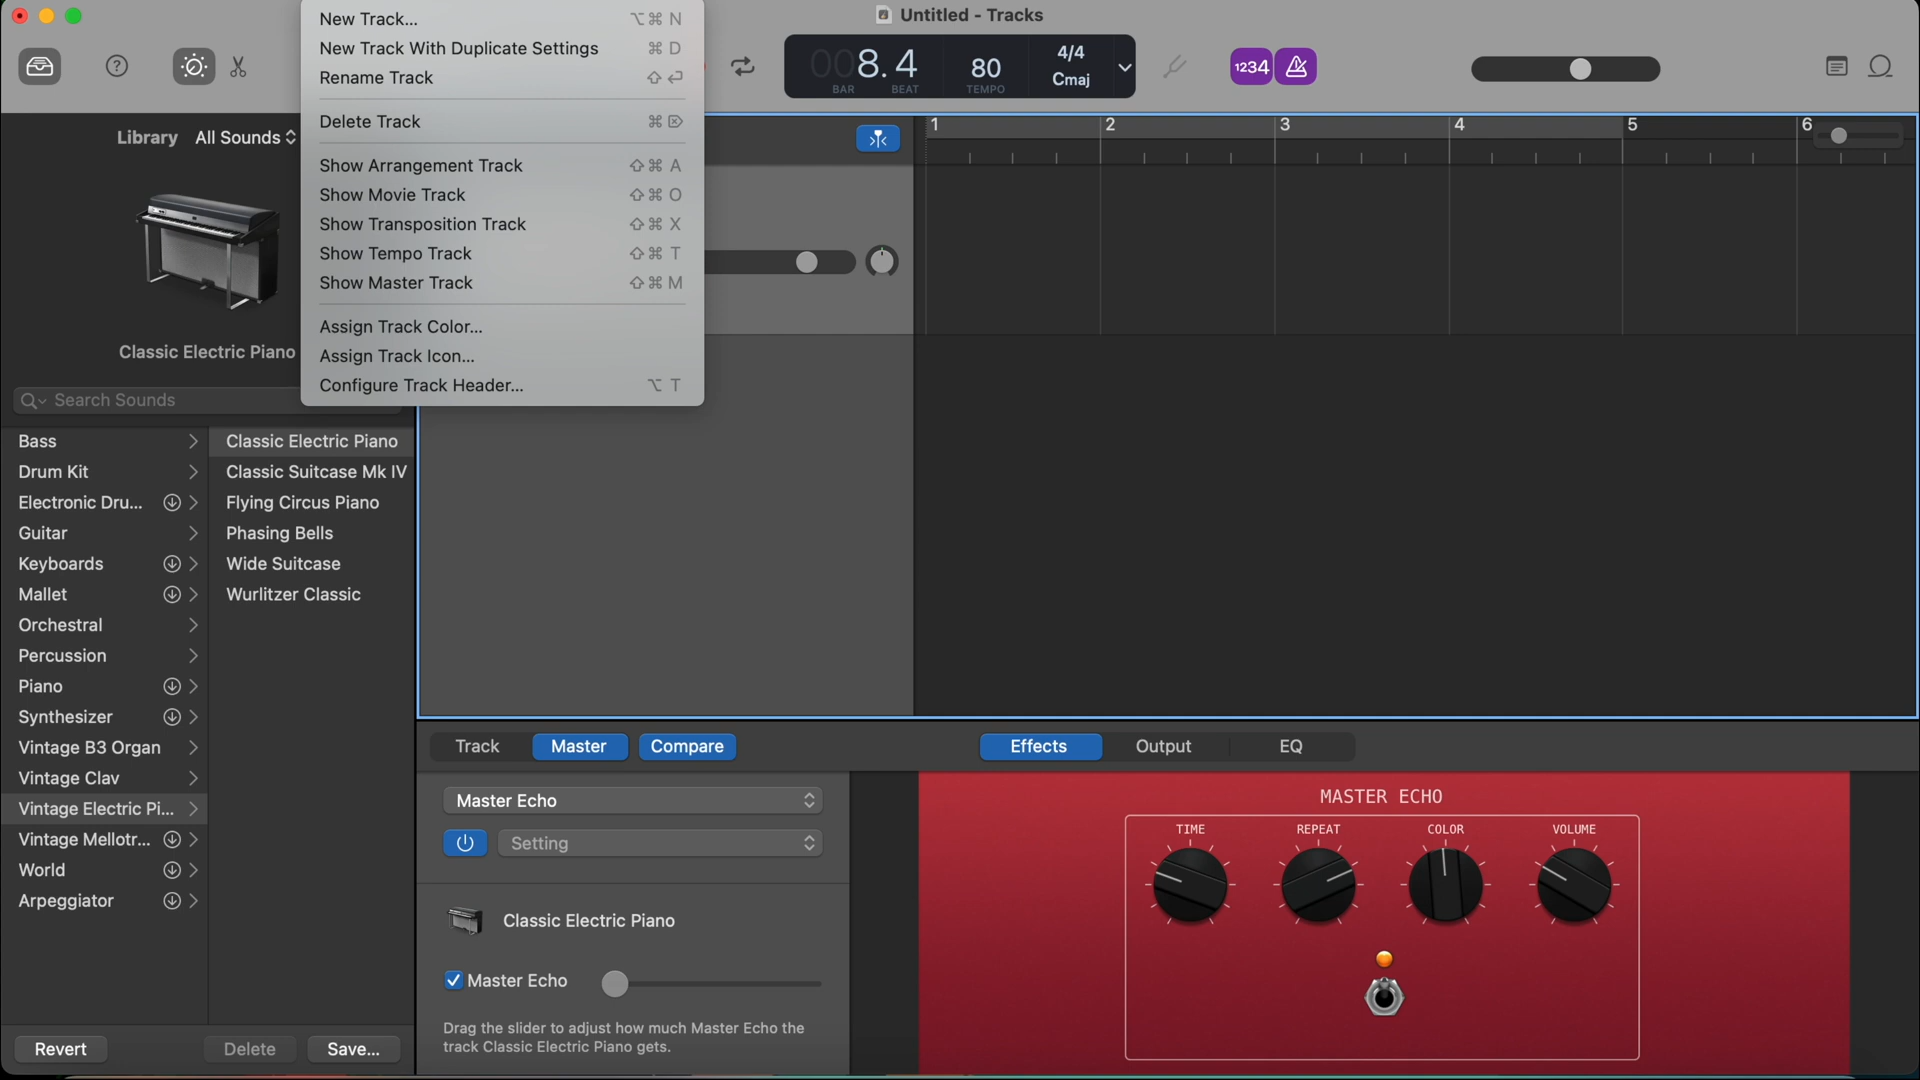 Untitled - Tracks
New Track... ⌥⌘ N
New Track With Duplicate Settings ⌘ D
Rename Track ⇧ ↩
Delete Track ⌘ ⌦
Show Arrangement Track ⇧⌘ A
Show Movie Track ⇧⌘ O
Show Transposition Track ⇧⌘ X
Show Tempo Track ⇧⌘ T
Show Master Track ⇧⌘ M
Assign Track Color...
Assign Track Icon...
Configure Track Header... ⌥ T
008.4
BAR BEAT
80
TEMPO
4/4
Cmaj
1234
Library All Sounds
Classic Electric Piano
Search Sounds
1 2 3 4 5 6
Bass
Drum Kit
Electronic Dru...
Guitar
Keyboards
Mallet
Orchestral
Percussion
Piano
Synthesizer
Vintage B3 Organ
Vintage Clav
Vintage Electric Pi...
Vintage Mellotr...
World
Arpeggiator
Classic Electric Piano
Classic Suitcase Mk IV
Flying Circus Piano
Phasing Bells
Wide Suitcase
Wurlitzer Classic
Revert Delete Save...
Track Master Compare
Effects Output EQ
Master Echo
Setting
Classic Electric Piano
Master Echo
Drag the slider to adjust how much Master Echo the
track Classic Electric Piano gets.
MASTER ECHO
TIME REPEAT COLOR VOLUME